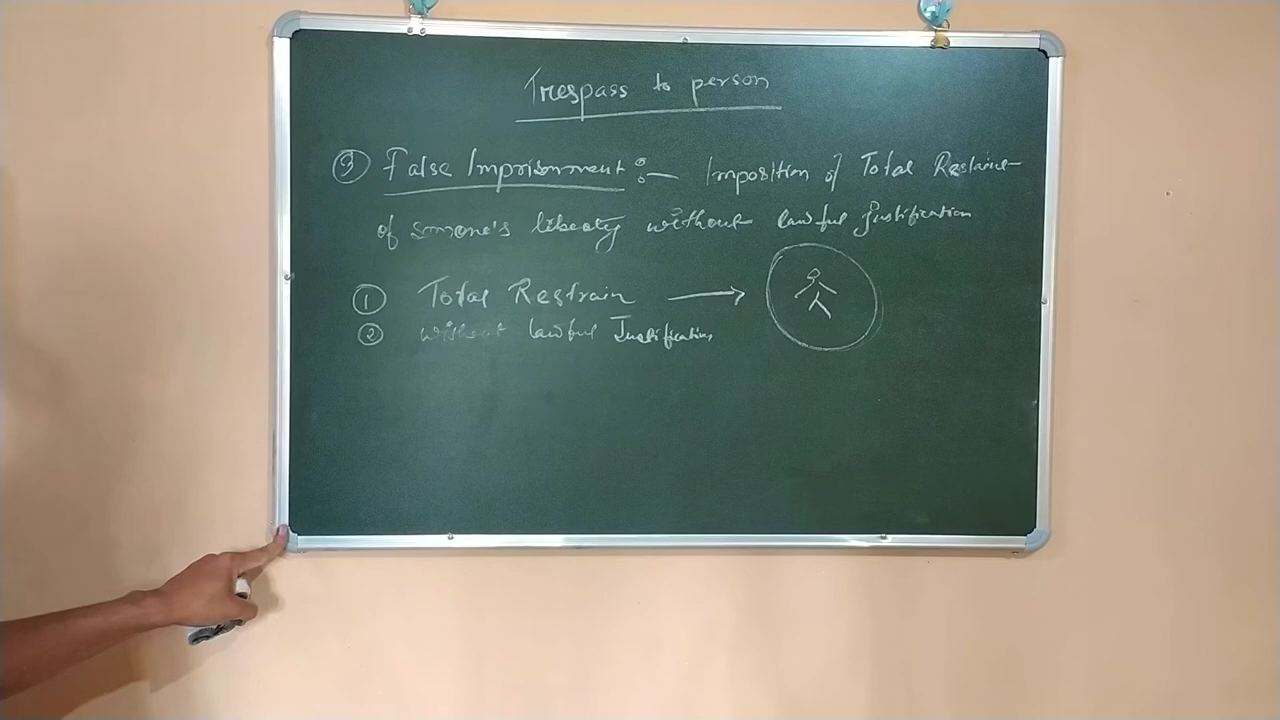 Trespass to person
③ False Imprisonment :- Imposition of Total Restraint
of somone's liberty without lawful justification
① Total Restrain →
② without lawful Justification